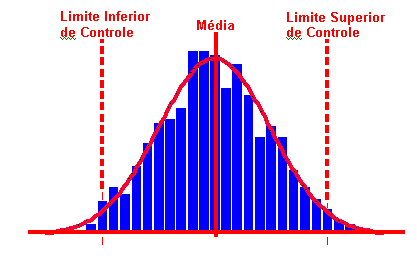 Limite Inferior
de Controle
Média
Limite Superior
de Controle